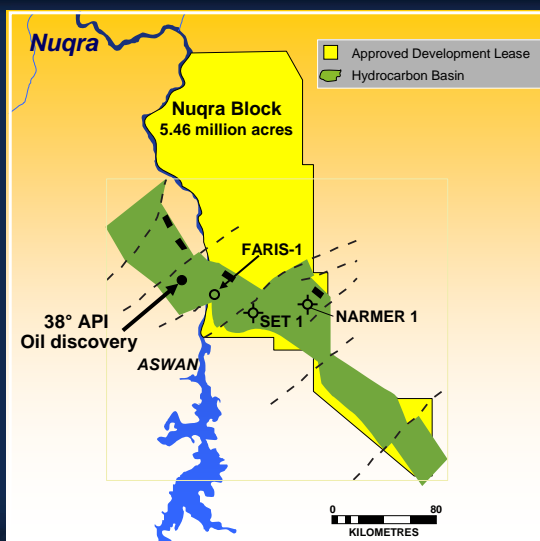 Nuqra
Approved Development Lease
Hydrocarbon Basin
Nuqra Block
5.46 million acres
FARIS-1
38° API
Oil discovery
SET 1
NARMER 1
ASWAN
0 80
KILOMETRES